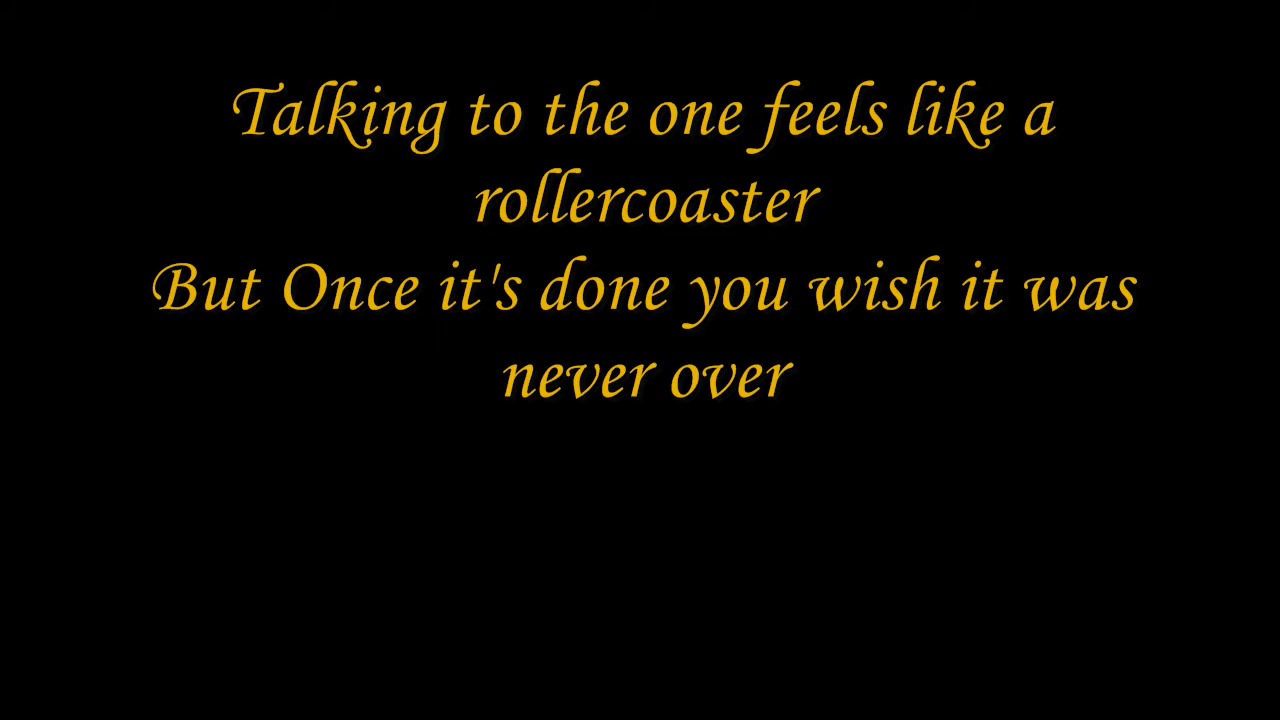 Talking to the one feels like a
rollercoaster
But Once it's done you wish it was
never over